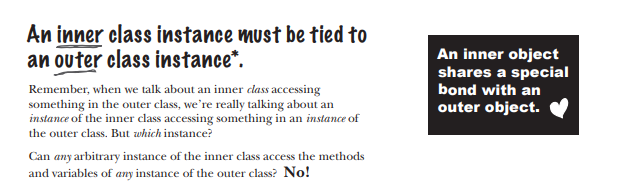 An inner class instance must be tied to
an outer class instance*.
Remember, when we talk about an inner class accessing
something in the outer class, we're really talking about an
instance of the inner class accessing something in an instance of
the outer class. But which instance?
Can any arbitrary instance of the inner class access the methods
and variables of any instance of the outer class? No!
An inner object
shares a special
bond with an
outer object.